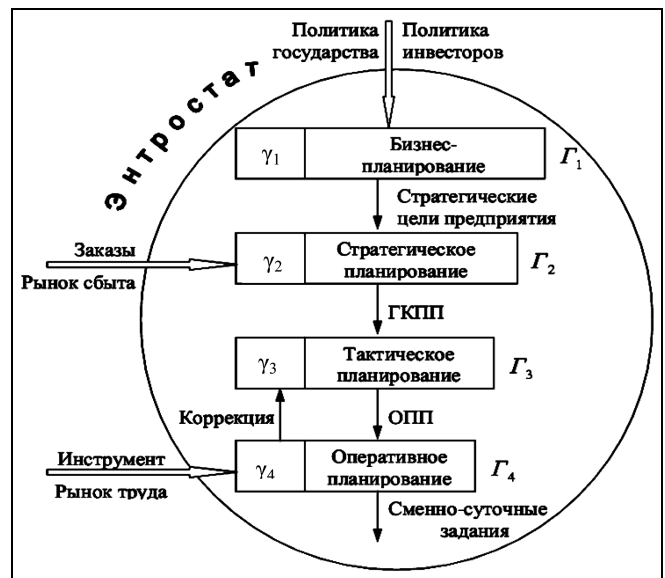 Политика государства
Политика инвесторов
Энтростат
γ1
Бизнес-
планирование
Г1
Стратегические
цели предприятия
Заказы
Рынок сбыта
γ2
Стратегическое
планирование
Г2
ГКПП
γ3
Тактическое
планирование
Г3
Коррекция
ОПП
Инструмент
Рынок труда
γ4
Оперативное
планирование
Г4
Сменно-суточные
задания